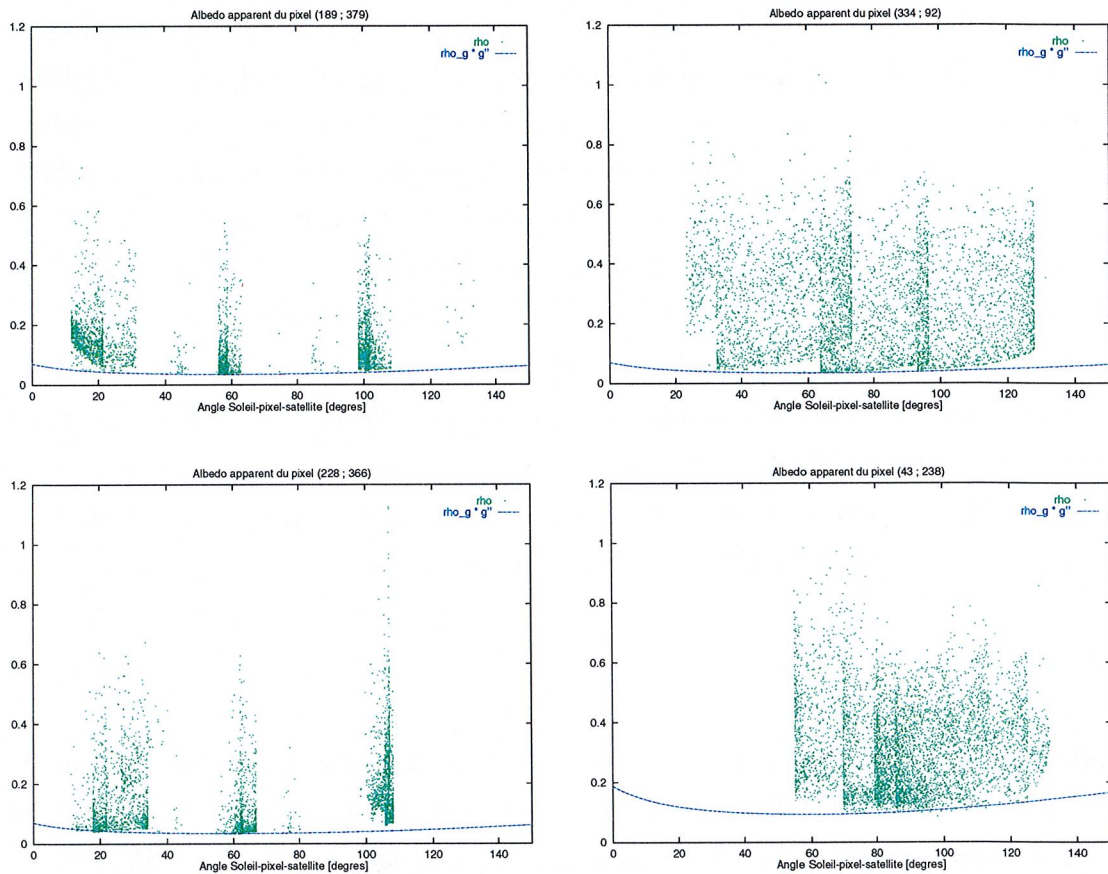 Albedo apparent du pixel (189 ; 379)
1.2
1
0.8
0.6
0.4
0.2
0
rho
rho_g * g"
0 20 40 60 80 100 120 140
Angle Soleil-pixel-satellite [degres]
Albedo apparent du pixel (334 ; 92)
1.2
1
0.8
0.6
0.4
0.2
0
rho
rho_g * g"
0 20 40 60 80 100 120 140
Angle Soleil-pixel-satellite [degres]
Albedo apparent du pixel (228 ; 366)
1.2
1
0.8
0.6
0.4
0.2
0
rho
rho_g * g"
0 20 40 60 80 100 120 140
Angle Soleil-pixel-satellite [degres]
Albedo apparent du pixel (43 ; 238)
1.2
1
0.8
0.6
0.4
0.2
0
rho
rho_g * g"
0 20 40 60 80 100 120 140
Angle Soleil-pixel-satellite [degres]